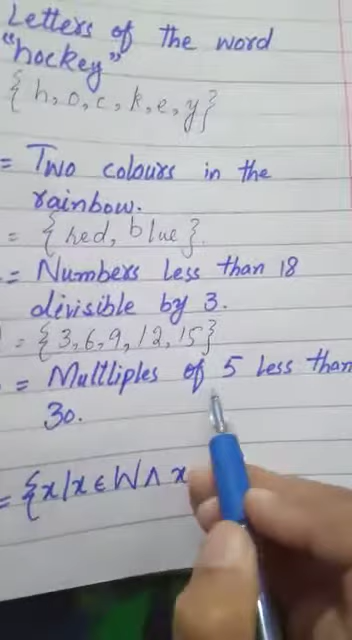 Letters of the word
"hockey"
{h, o, c, k, e, y}
= Two colours in the
rainbow.
= {red, blue}.
= Numbers less than 18
divisible by 3.
= {3, 6, 9, 12, 15}
= Multliples of 5 less than
30.
= {x/x ∈ W ∧ x